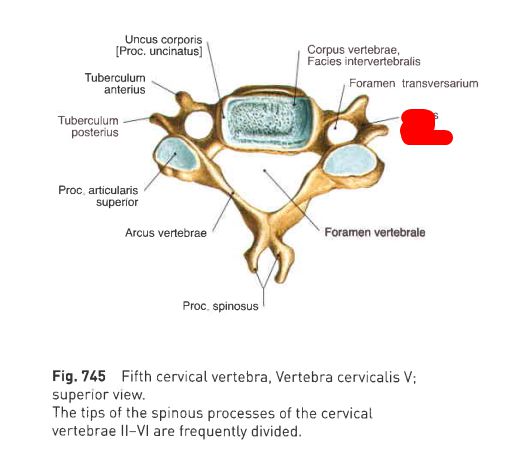 Uncus corporis
[Proc. uncinatus]
Corpus vertebrae,
Facies intervertebralis
Tuberculum
anterius
Foramen transversarium
Tuberculum
posterius
Proc. articularis
superior
Arcus vertebrae
Foramen vertebrale
Proc. spinosus
Fig. 745 Fifth cervical vertebra, Vertebra cervicalis V;
superior view.
The tips of the spinous processes of the cervical
vertebrae II–VI are frequently divided.